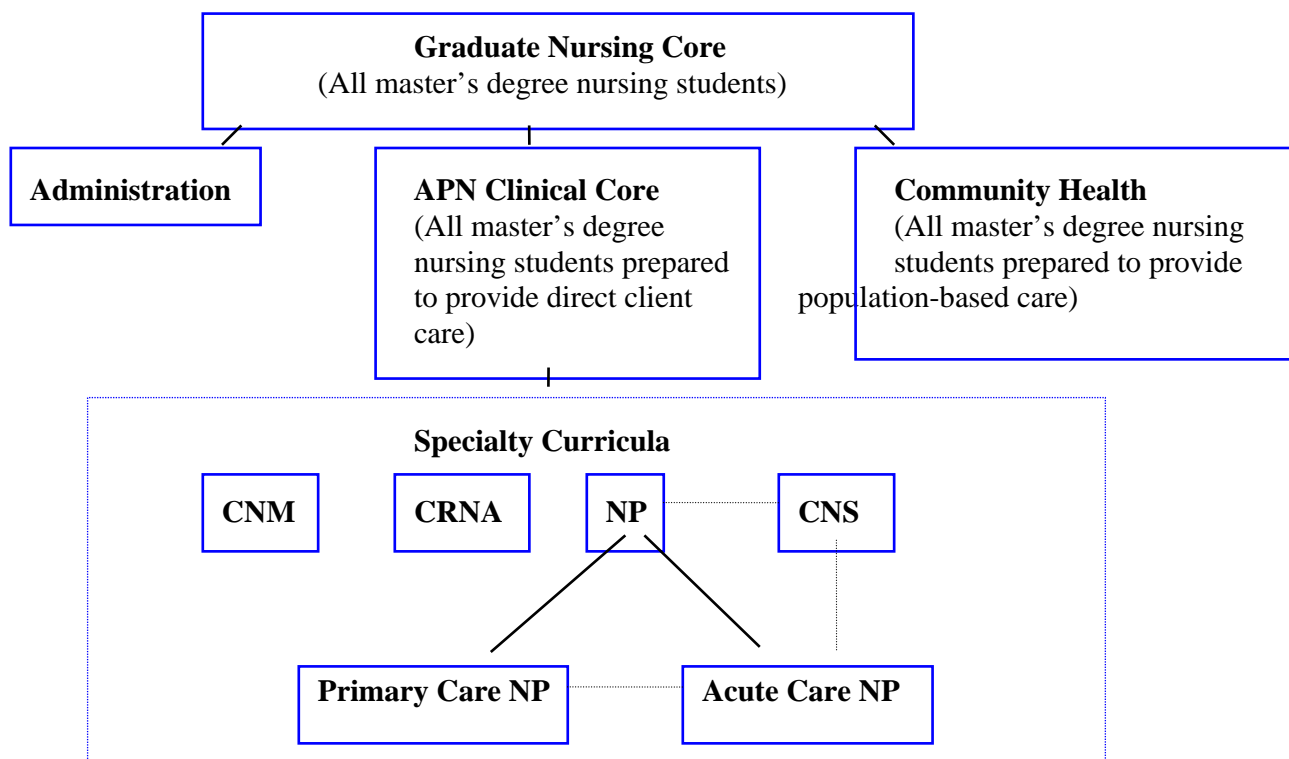 Graduate Nursing Core
(All master’s degree nursing students)
Administration
APN Clinical Core
(All master’s degree
nursing students prepared
to provide direct client
care)
Community Health
(All master’s degree nursing
students prepared to provide
population-based care)
Specialty Curricula
CNM
CRNA
NP
CNS
Primary Care NP
Acute Care NP